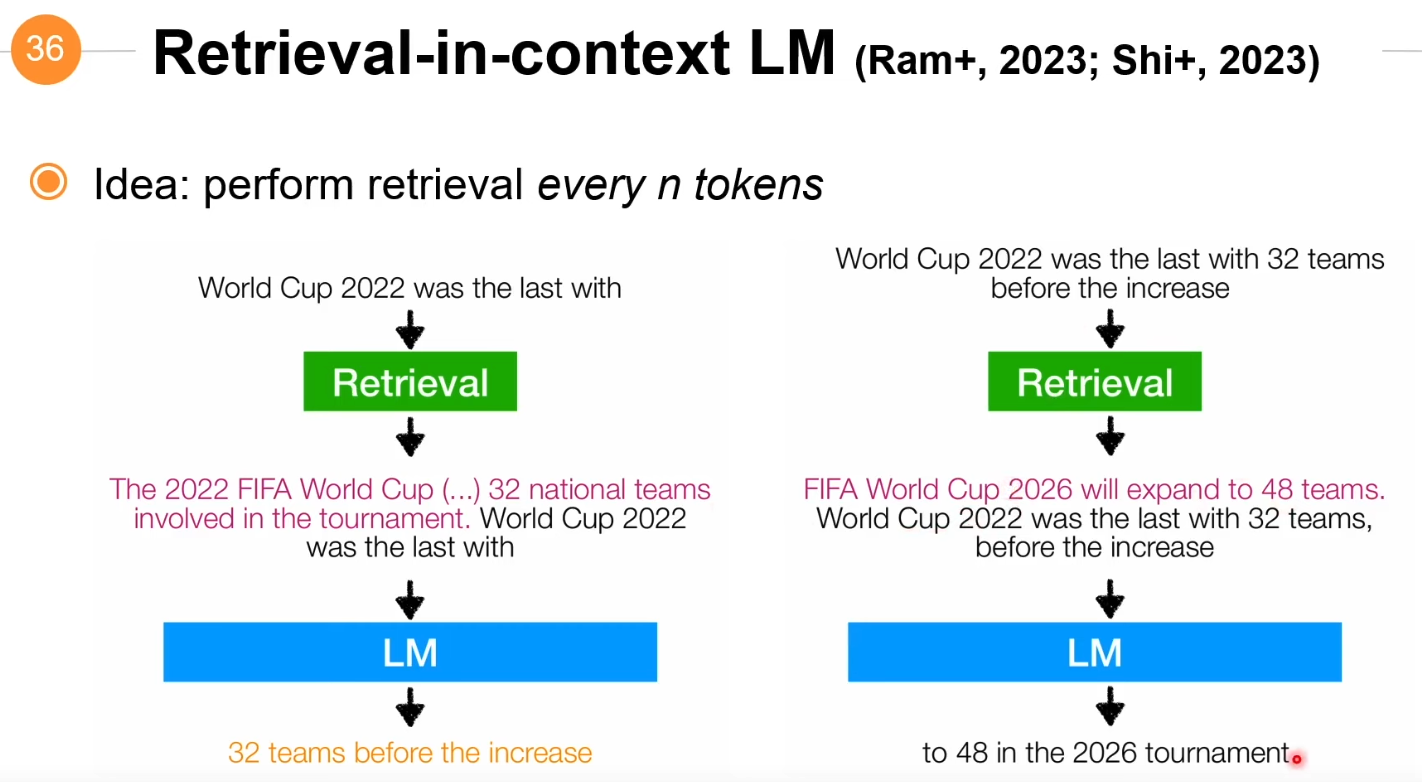 36
Retrieval-in-context LM (Ram+, 2023; Shi+, 2023)
Idea: perform retrieval every n tokens
World Cup 2022 was the last with
Retrieval
The 2022 FIFA World Cup (...) 32 national teams
involved in the tournament. World Cup 2022
was the last with
LM
32 teams before the increase
World Cup 2022 was the last with 32 teams
before the increase
Retrieval
FIFA World Cup 2026 will expand to 48 teams.
World Cup 2022 was the last with 32 teams,
before the increase
LM
to 48 in the 2026 tournament.